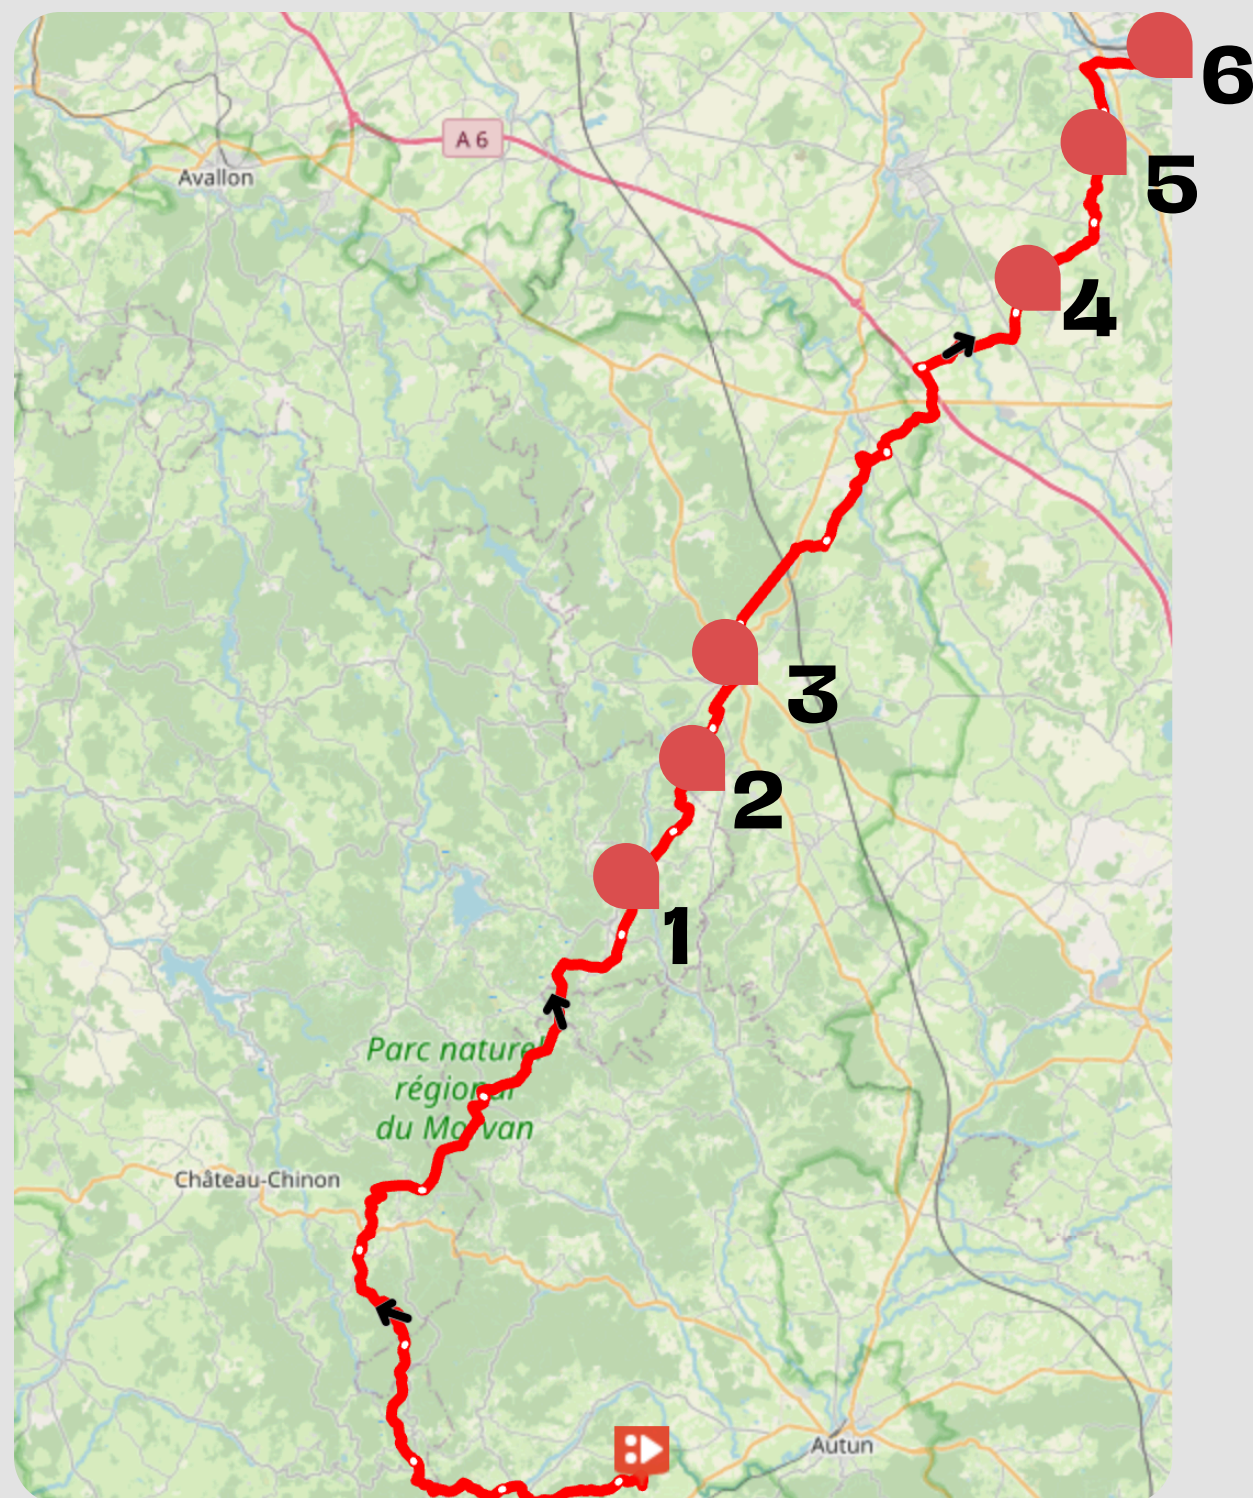 6
A 6
Avallon
5
4
3
2
1
Parc naturel
régional
du Morvan
Château-Chinon
Autun